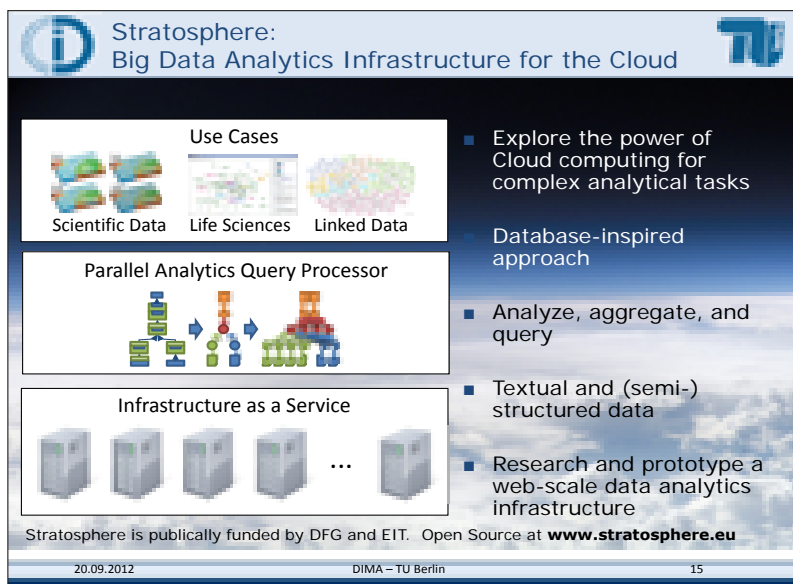 Stratosphere:
Big Data Analytics Infrastructure for the Cloud
Use Cases
Scientific Data Life Sciences Linked Data
Parallel Analytics Query Processor
Infrastructure as a Service
...
■ Explore the power of
Cloud computing for
complex analytical tasks
■ Database-inspired
approach
■ Analyze, aggregate, and
query
■ Textual and (semi-)
structured data
■ Research and prototype a
web-scale data analytics
infrastructure
Stratosphere is publically funded by DFG and EIT. Open Source at www.stratosphere.eu
20.09.2012 DIMA – TU Berlin 15